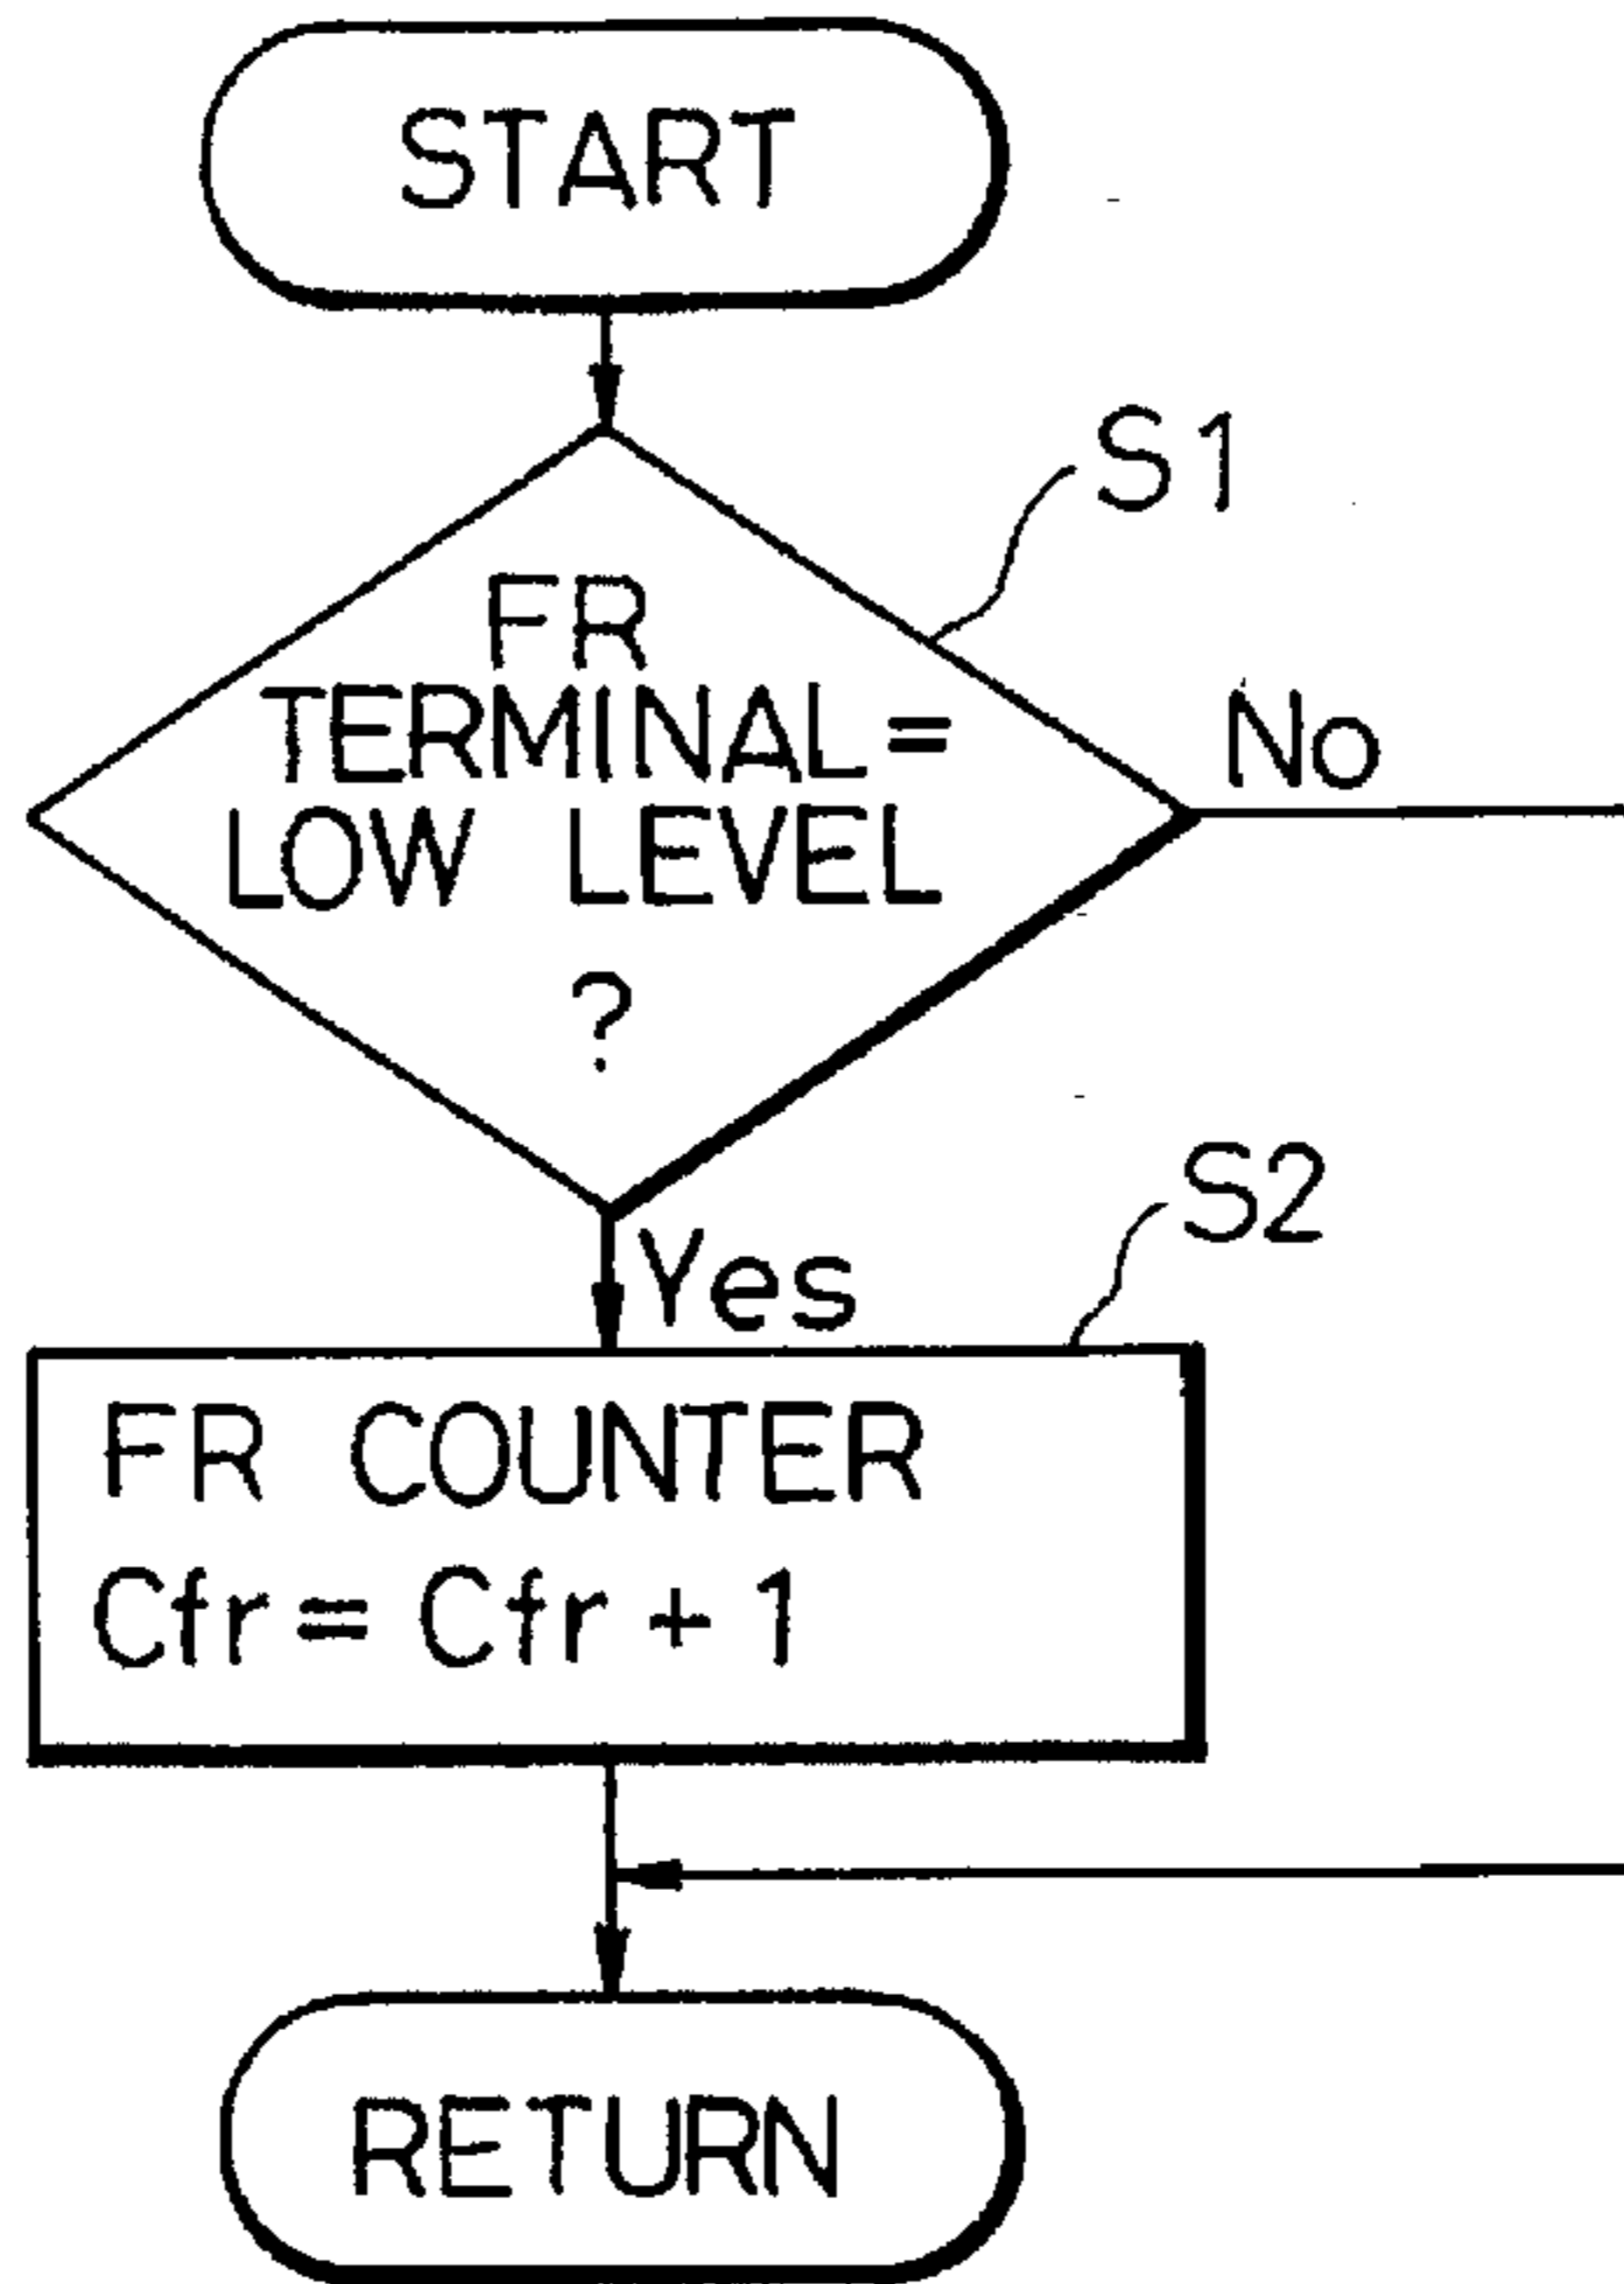 START
S1
FR
TERMINAL=
LOW LEVEL
?
No
Yes
S2
FR COUNTER
Cfr = Cfr + 1
RETURN